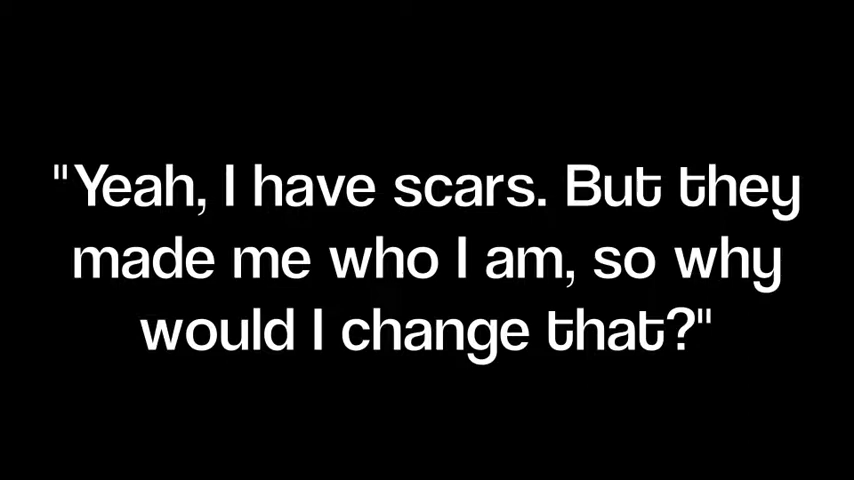 "Yeah, I have scars. But they
made me who I am, so why
would I change that?"